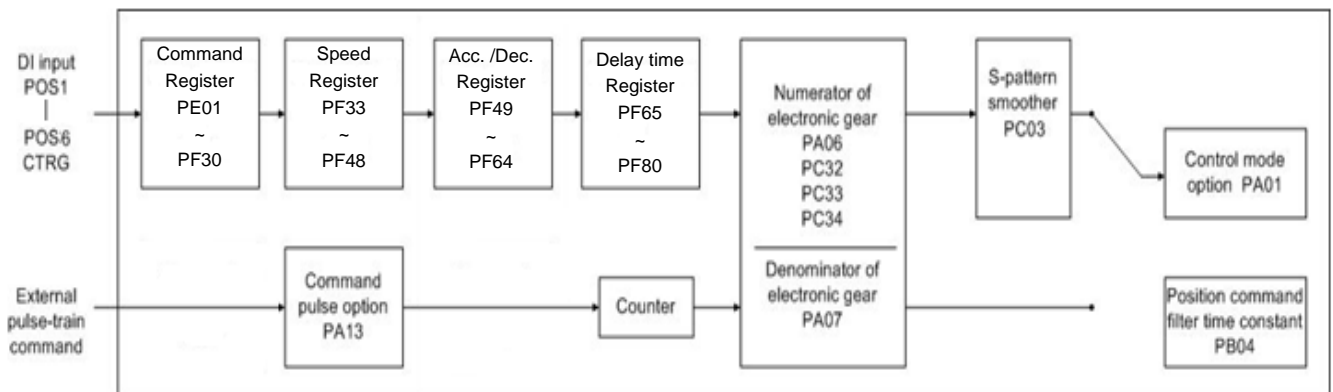 DI input
POS1
|
POS6
CTRG
Command
Register
PE01
~
PF30
Speed
Register
PF33
~
PF48
Acc. /Dec.
Register
PF49
~
PF64
Delay time
Register
PF65
~
PF80
Numerator of
electronic gear
PA06
PC32
PC33
PC34
Denominator of
electronic gear
PA07
S-pattern
smoother
PC03
Control mode
option PA01
External
pulse-train
command
Command
pulse option
PA13
Counter
Position command
filter time constant
PB04